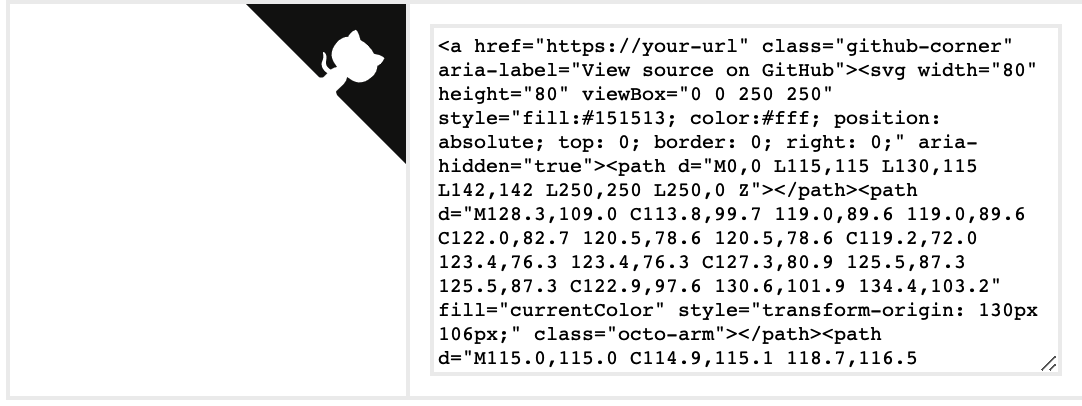 <a href="https://your-url" class="github-corner"
aria-label="View source on GitHub"><svg width="80"
height="80" viewBox="0 0 250 250"
style="fill:#151513; color:#fff; position:
absolute; top: 0; border: 0; right: 0;" aria-
hidden="true"><path d="M0,0 L115,115 L130,115
L142,142 L250,250 L250,0 Z"></path><path
d="M128.3,109.0 C113.8,99.7 119.0,89.6 119.0,89.6
C122.0,82.7 120.5,78.6 120.5,78.6 C119.2,72.0
123.4,76.3 123.4,76.3 C127.3,80.9 125.5,87.3
125.5,87.3 C122.9,97.6 130.6,101.9 134.4,103.2"
fill="currentColor" style="transform-origin: 130px
106px;" class="octo-arm"></path><path
d="M115.0,115.0 C114.9,115.1 118.7,116.5